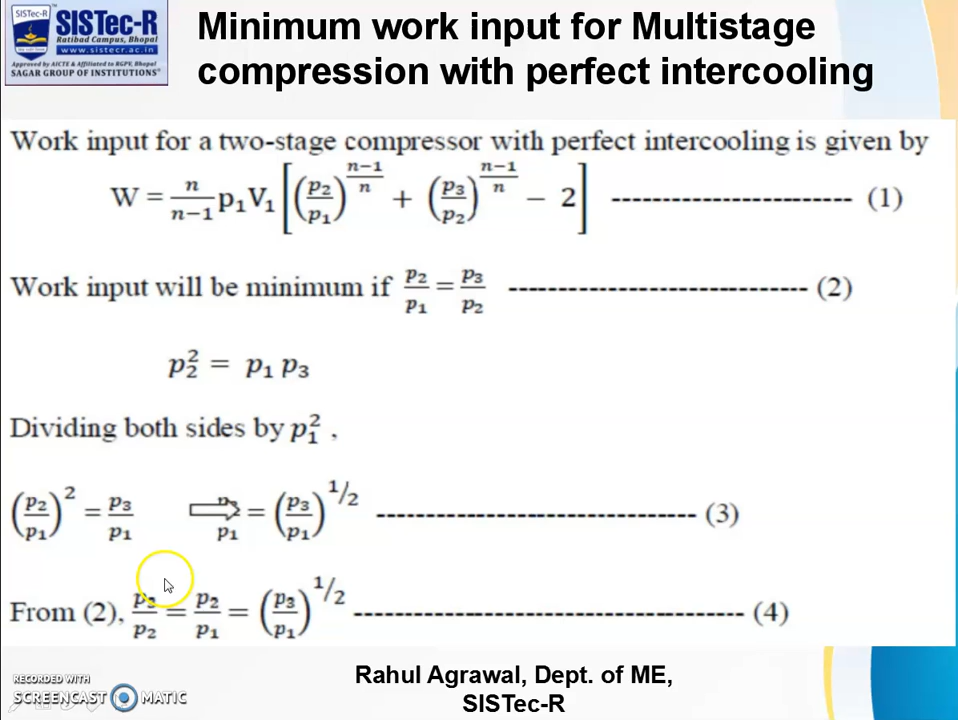 SISTec-R
SISTec-R
Ratibad Campus, Bhopal
www.sistecr.ac.in
Approved by AICTE & Affiliated to RGPV, Bhopal
SAGAR GROUP OF INSTITUTIONS®
Minimum work input for Multistage
compression with perfect intercooling
Work input for a two-stage compressor with perfect intercooling is given by
W = n/(n−1) p₁V₁ [(p₂/p₁)^((n−1)/n) + (p₃/p₂)^((n−1)/n) − 2] ------------------------ (1)
Work input will be minimum if p₂/p₁ = p₃/p₂ ------------------------------ (2)
p₂² = p₁ p₃
Dividing both sides by p₁² ,
(p₂/p₁)² = p₃/p₁ ⇒ /p₁ = (p₃/p₁)^(1/2) -------------------------------- (3)
From (2), p₃/p₂ = p₂/p₁ = (p₃/p₁)^(1/2) --------------------------------------- (4)
Rahul Agrawal, Dept. of ME,
SISTec-R
RECORDED WITH
SCREENCAST MATIC